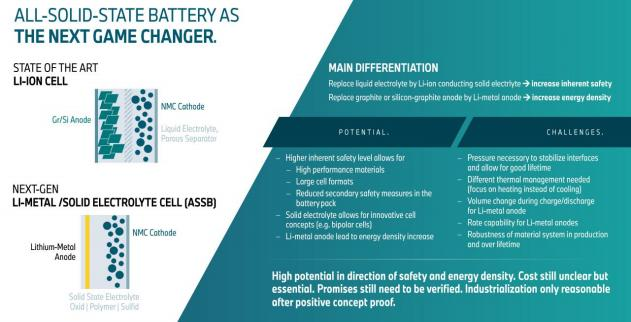 ALL-SOLID-STATE BATTERY AS
THE NEXT GAME CHANGER.
STATE OF THE ART
LI-ION CELL
Gr/Si Anode
NMC Cathode
Liquid Electrolyte,
Porous Separator
NEXT-GEN
LI-METAL /SOLID ELECTROLYTE CELL (ASSB)
Lithium-Metal
Anode
NMC Cathode
Solid State Electrolyte
Oxid | Polymer | Sulfid
MAIN DIFFERENTIATION
Replace liquid electrolyte by Li-ion conducting solid electrlyte → Increase inherent safety
Replace graphite or silicon-graphite anode by Li-metal anode → increase energy density
POTENTIAL.
– Higher inherent safety level allows for
– High performance materials
– Large cell formats
– Reduced secondary safety measures in the
battery pack
– Solid electrolyte allows for innovative cell
concepts (e.g. bipolar cells)
– Li-metal anode lead to energy density increase
CHALLENGES.
– Pressure necessary to stabilize interfaces
and allow for good lifetime
– Different thermal management needed
(focus on heating instead of cooling)
– Volume change during charge/discharge
for Li-metal anode
– Rate capability for Li-metal anodes
– Robustness of material system in production
and over lifetime
High potential in direction of safety and energy density. Cost still unclear but
essential. Promises still need to be verified. Industrialization only reasonable
after positive concept proof.